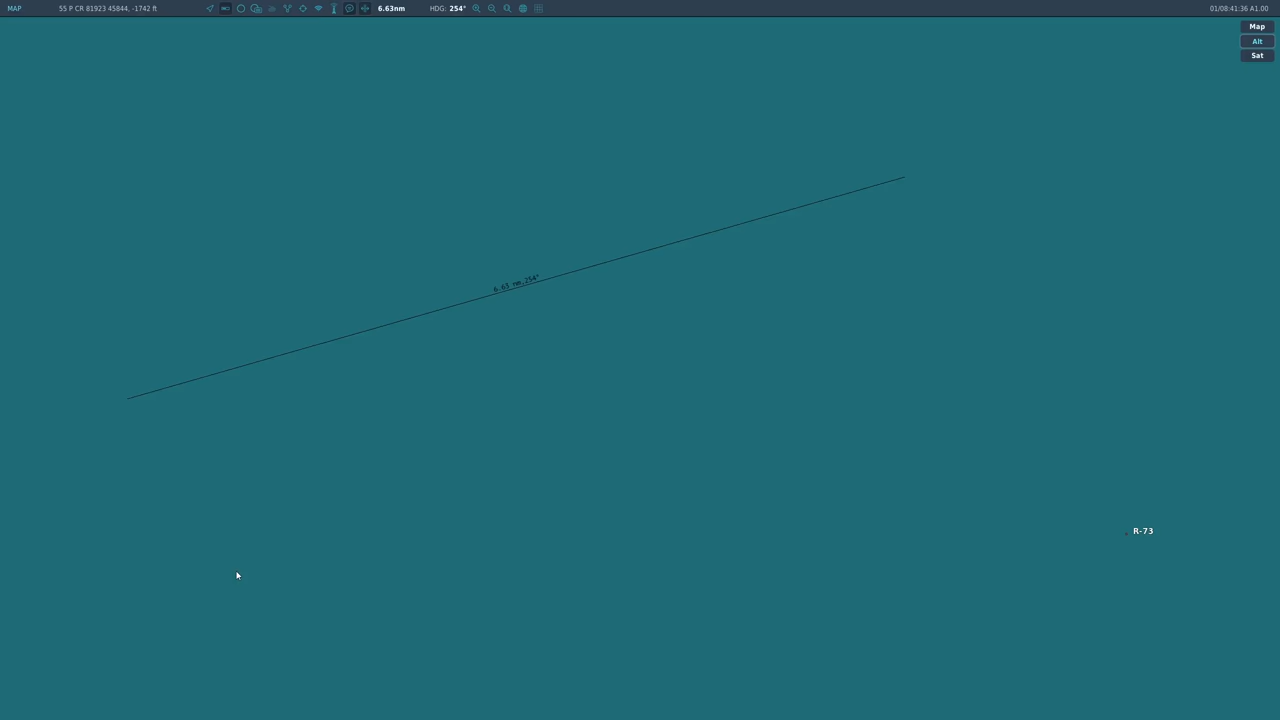 MAP 55 P CR 81923 45844, -1742 ft 6.63nm HDG: 254° 01/08:41:36 A1.00
Map
Alt
Sat
6.63 nm,254°
R-73